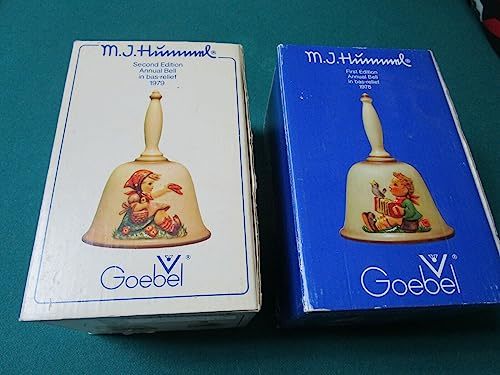 M.J.Hummel®
Second Edition
Annual Bell
in bas-relief
1979
Goebel®
M.J.Hummel®
First Edition
Annual Bell
in bas-relief
1978
Goebel®